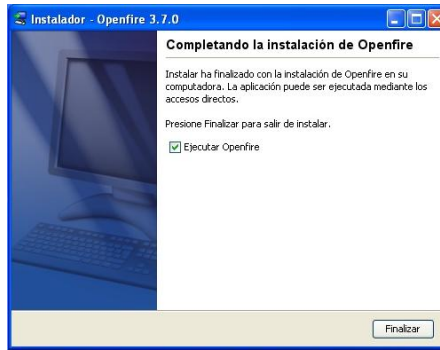 Instalador - Openfire 3.7.0
Completando la instalación de Openfire
Instalar ha finalizado con la instalación de Openfire en su
computadora. La aplicación puede ser ejecutada mediante los
accesos directos.
Presione Finalizar para salir de instalar.
Ejecutar Openfire
Finalizar